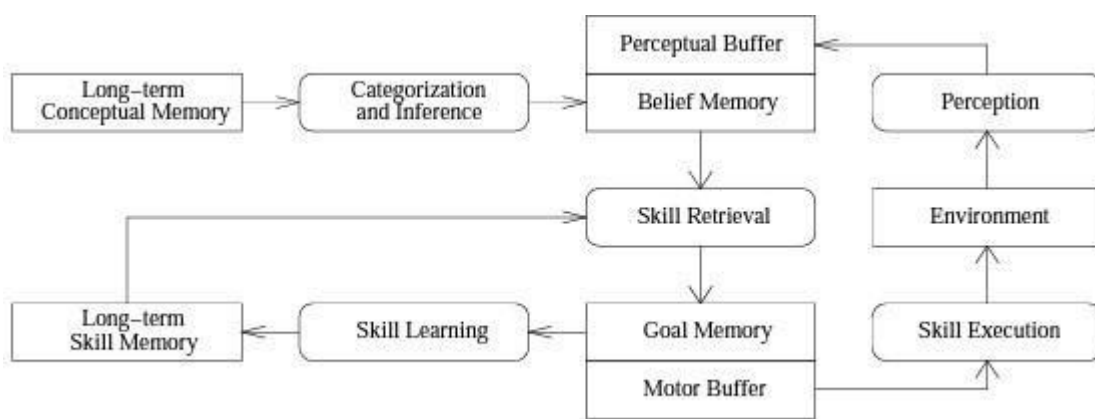 Perceptual Buffer
Long−term
Conceptual Memory
Categorization
and Inference
Belief Memory
Perception
Skill Retrieval
Environment
Long−term
Skill Memory
Skill Learning
Goal Memory
Skill Execution
Motor Buffer